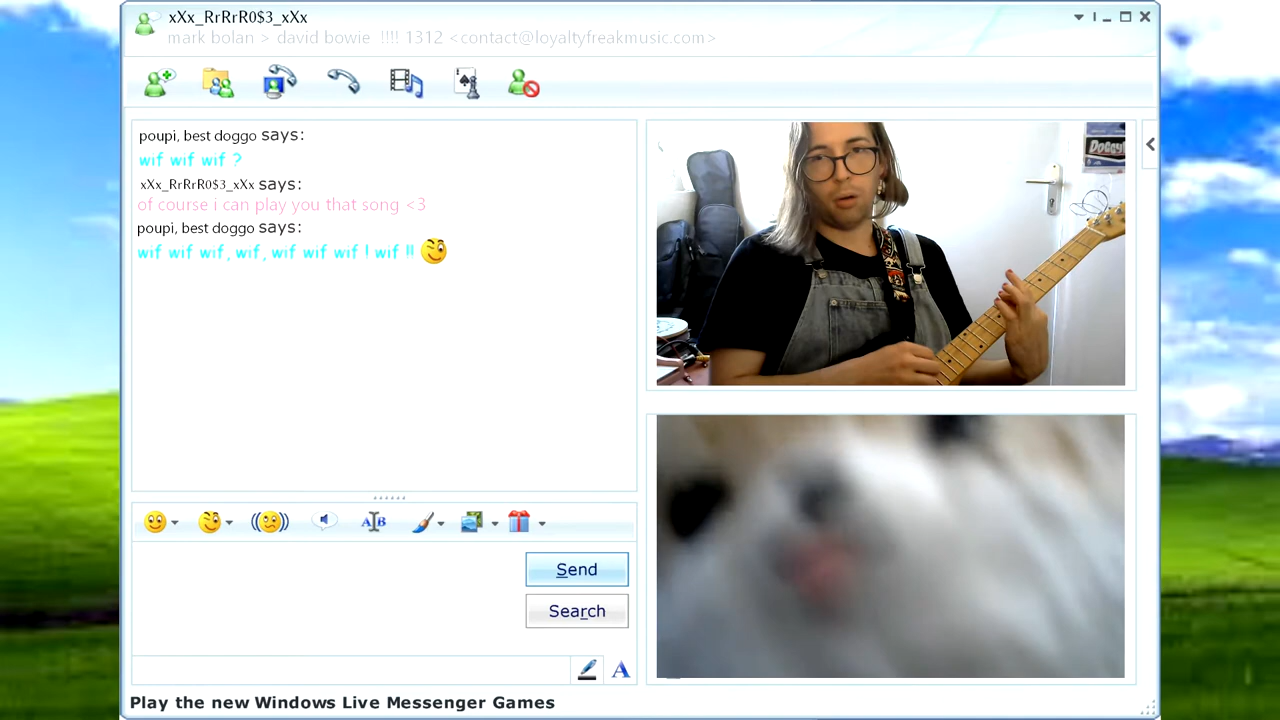 xXx_RrRrR0$3_xXx
mark bolan > david bowie !!!! 1312 <contact@loyaltyfreakmusic.com>
poupi, best doggo says:
wif wif wif ?
xXx_RrRrR0$3_xXx says:
of course i can play you that song <3
poupi, best doggo says:
wif wif wif, wif, wif wif wif ! wif !!
Doggy
Send
Search
Play the new Windows Live Messenger Games